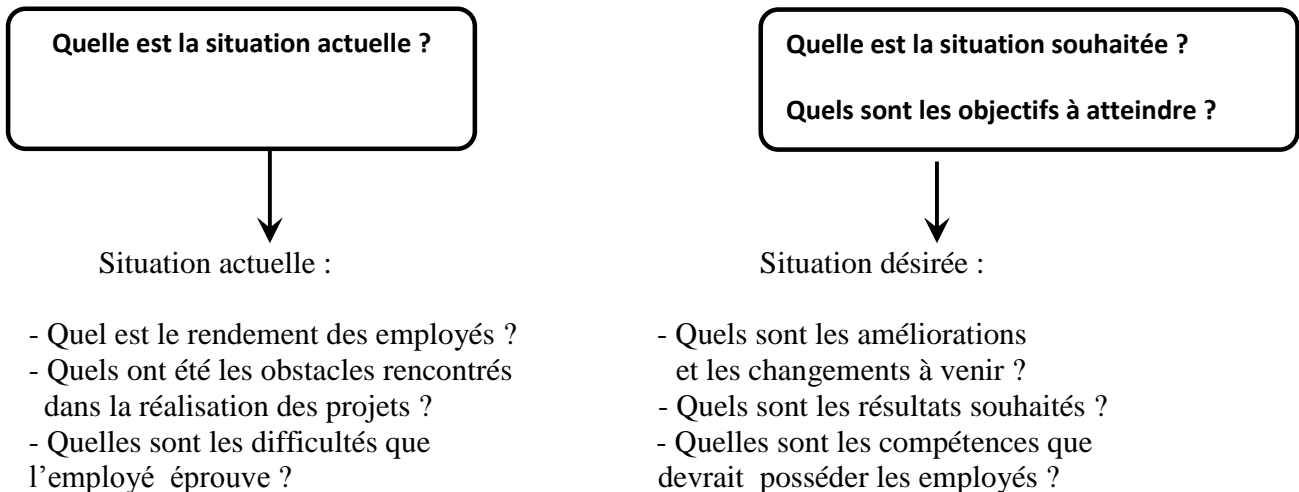 Quelle est la situation actuelle ?
Situation actuelle :
- Quel est le rendement des employés ?
- Quels ont été les obstacles rencontrés
dans la réalisation des projets ?
- Quelles sont les difficultés que
l’employé éprouve ?
Quelle est la situation souhaitée ?
Quels sont les objectifs à atteindre ?
Situation désirée :
- Quels sont les améliorations
et les changements à venir ?
- Quels sont les résultats souhaités ?
- Quelles sont les compétences que
devrait posséder les employés ?